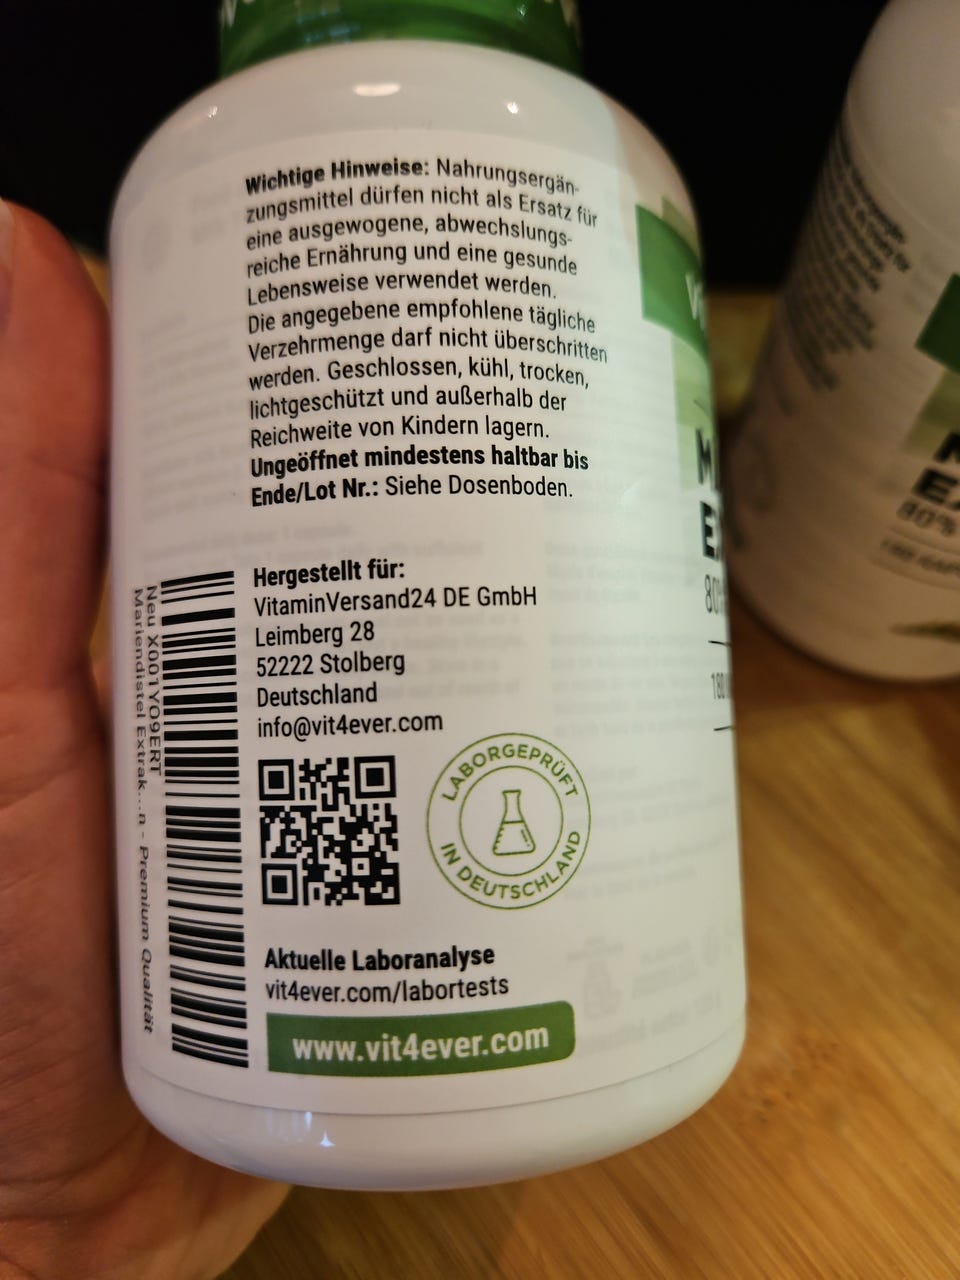 Wichtige Hinweise: Nahrungsergän-
zungsmittel dürfen nicht als Ersatz für
eine ausgewogene, abwechslungs-
reiche Ernährung und eine gesunde
Lebensweise verwendet werden.
Die angegebene empfohlene tägliche
Verzehrmenge darf nicht überschritten
werden. Geschlossen, kühl, trocken,
lichtgeschützt und außerhalb der
Reichweite von Kindern lagern.
Ungeöffnet mindestens haltbar bis
Ende/Lot Nr.: Siehe Dosenboden.
Hergestellt für:
VitaminVersand24 DE GmbH
Leimberg 28
52222 Stolberg
Deutschland
info@vit4ever.com
LABORGEPRÜFT
IN DEUTSCHLAND
Aktuelle Laboranalyse
vit4ever.com/labortests
www.vit4ever.com
Neu X001YO9ERT
Mariendistel Extrak...n - Premium Qualität
80%